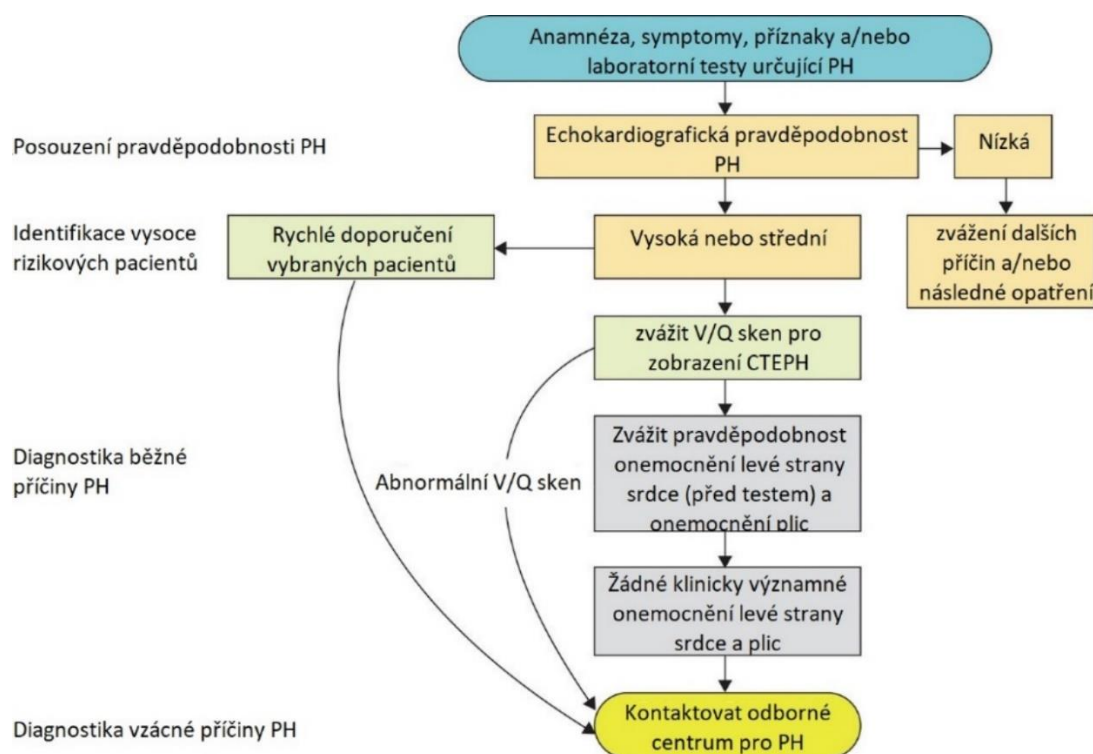 Anamnéza, symptomy, příznaky a/nebo
laboratorní testy určující PH
Posouzení pravděpodobnosti PH
Echokardiografická pravděpodobnost
PH
Nízká
Identifikace vysoce
rizikových pacientů
Rychlé doporučení
vybraných pacientů
Vysoká nebo střední
zvážení dalších
příčin a/nebo
následné opatření
zvážit V/Q sken pro
zobrazení CTEPH
Diagnostika běžné
příčiny PH
Abnormální V/Q sken
Zvážit pravděpodobnost
onemocnění levé strany
srdce (před testem) a
onemocnění plic
Žádné klinicky významné
onemocnění levé strany
srdce a plic
Diagnostika vzácné příčiny PH
Kontaktovat odborné
centrum pro PH